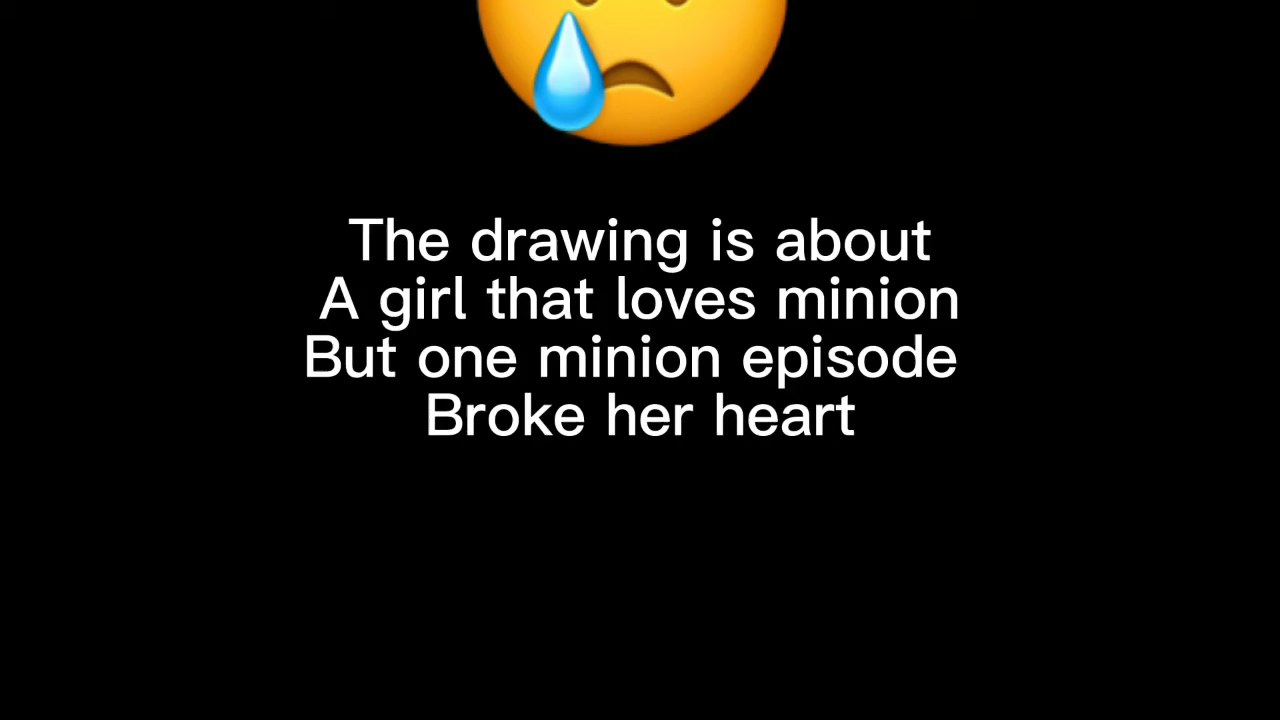 The drawing is about
A girl that loves minion
But one minion episode
Broke her heart